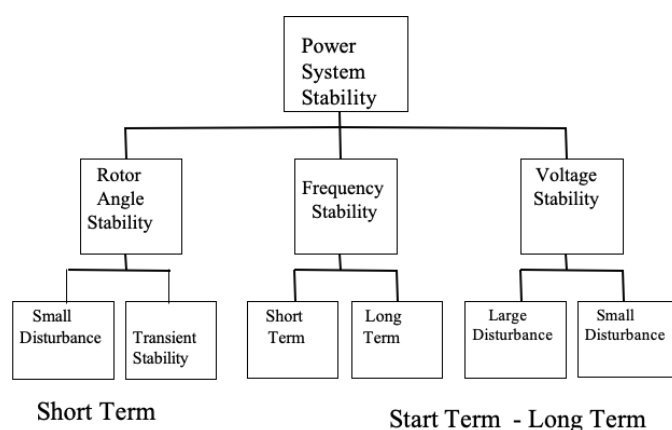 Power
System
Stability
Rotor
Angle
Stability
Frequency
Stability
Voltage
Stability
Small
Disturbance
Transient
Stability
Short
Term
Long
Term
Large
Disturbance
Small
Disturbance
Short Term
Start Term - Long Term